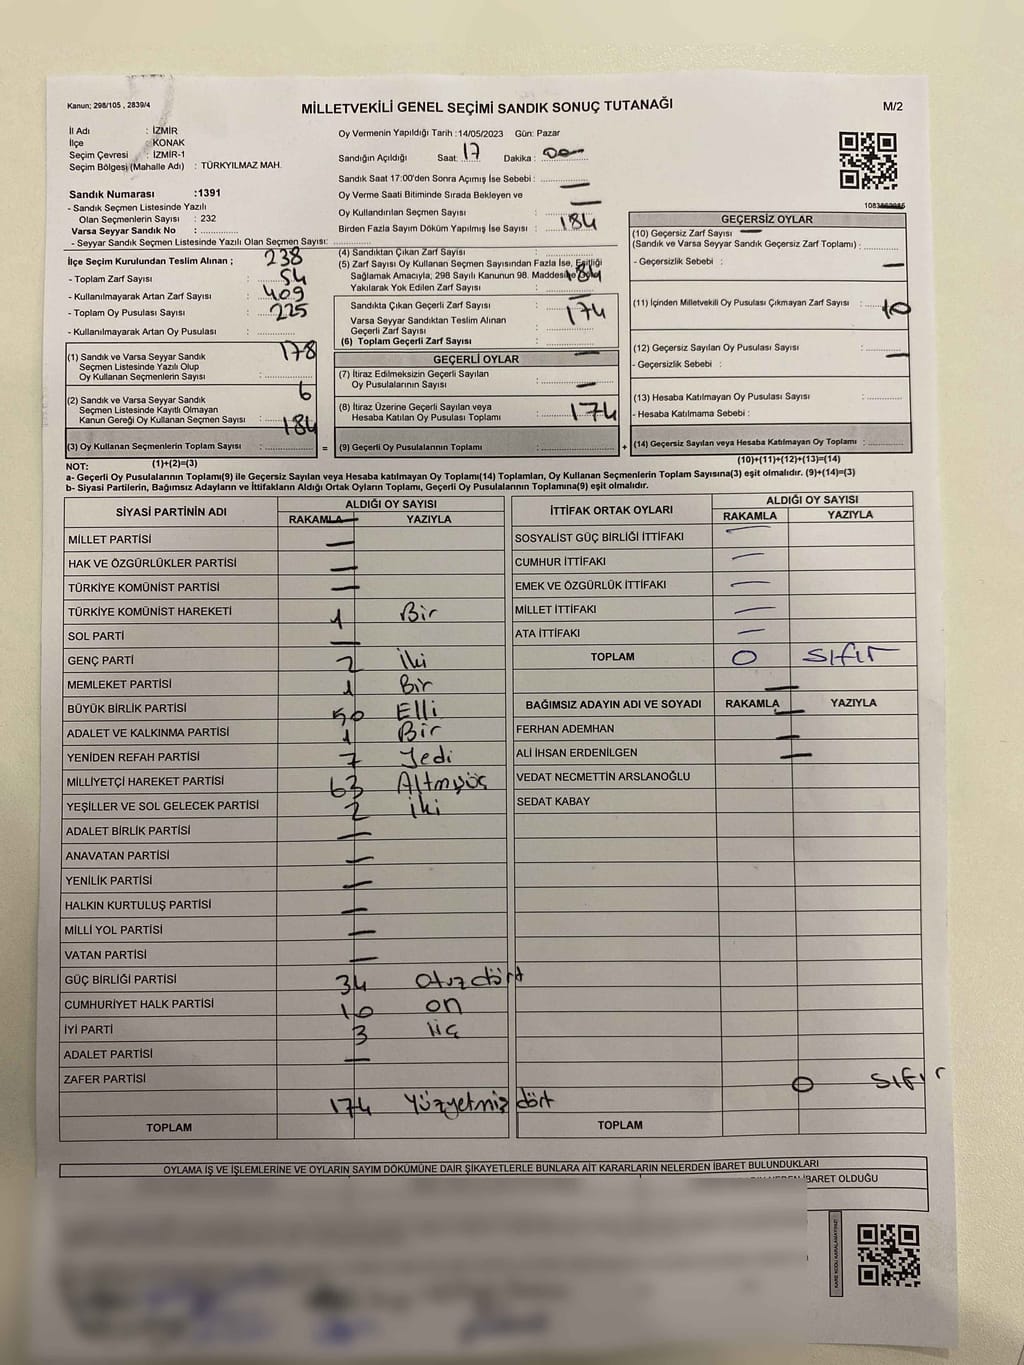 Kanun; 298/105 , 2839/4
MİLLETVEKİLİ GENEL SEÇİMİ SANDIK SONUÇ TUTANAĞI
M/2
İl Adı : İZMİR
İlçe : KONAK
Seçim Çevresi : İZMİR-1
Seçim Bölgesi (Mahalle Adı) : TÜRKYILMAZ MAH.
Sandık Numarası :1391
- Sandık Seçmen Listesinde Yazılı
Olan Seçmenlerin Sayısı : 232
Varsa Seyyar Sandık No :
- Seyyar Sandık Seçmen Listesinde Yazılı Olan Seçmen Sayısı:
Oy Vermenin Yapıldığı Tarih :14/05/2023 Gün: Pazar
Sandığın Açıldığı Saat: 17 Dakika : 00
Sandık Saat 17:00'den Sonra Açımış İse Sebebi : —
Oy Verme Saati Bitiminde Sırada Bekleyen ve
Oy Kullandırılan Seçmen Sayısı : —
Birden Fazla Sayım Döküm Yapılmış İse Sayısı : 184
İlçe Seçim Kurulundan Teslim Alınan ; 238
- Toplam Zarf Sayısı : 54
- Kullanılmayarak Artan Zarf Sayısı : 409
- Toplam Oy Pusulası Sayısı : 225
- Kullanılmayarak Artan Oy Pusulası :
178
(1) Sandık ve Varsa Seyyar Sandık
Seçmen Listesinde Yazılı Olup
Oy Kullanan Seçmenlerin Sayısı :
6
(2) Sandık ve Varsa Seyyar Sandık
Seçmen Listesinde Kayıtlı Olmayan
Kanun Gereği Oy Kullanan Seçmen Sayısı : 184
(3) Oy Kullanan Seçmenlerin Toplam Sayısı : =
(4) Sandıktan Çıkan Zarf Sayısı :
(5) Zarf Sayısı Oy Kullanan Seçmen Sayısından Fazla İse, Eşitliği
Sağlamak Amacıyla; 298 Sayılı Kanunun 98. Maddesine 184
Yakılarak Yok Edilen Zarf Sayısı :
Sandıkta Çıkan Geçerli Zarf Sayısı : 174
Varsa Seyyar Sandıktan Teslim Alınan
Geçerli Zarf Sayısı :
(6) Toplam Geçerli Zarf Sayısı :
GEÇERLİ OYLAR
(7) İtiraz Edilmeksizin Geçerli Sayılan
Oy Pusulalarının Sayısı : —
(8) İtiraz Üzerine Geçerli Sayılan veya
Hesaba Katılan Oy Pusulası Toplamı : 174
(9) Geçerli Oy Pusulalarının Toplamı : +
GEÇERSİZ OYLAR
(10) Geçersiz Zarf Sayısı —
(Sandık ve Varsa Seyyar Sandık Geçersiz Zarf Toplamı) :
- Geçersizlik Sebebi : —
(11) İçinden Milletvekili Oy Pusulası Çıkmayan Zarf Sayısı : 10
(12) Geçersiz Sayılan Oy Pusulası Sayısı : —
- Geçersizlik Sebebi :
(13) Hesaba Katılmayan Oy Pusulası Sayısı :
- Hesaba Katılmama Sebebi :
(14) Geçersiz Sayılan veya Hesaba Katılmayan Oy Toplamı :
NOT: (1)+(2)=(3) (10)+(11)+(12)+(13)=(14)
a- Geçerli Oy Pusulalarının Toplamı(9) ile Geçersiz Sayılan veya Hesaba katılmayan Oy Toplamı(14) Toplamları, Oy Kullanan Seçmenlerin Toplam Sayısına(3) eşit olmalıdır. (9)+(14)=(3)
b- Siyasi Partilerin, Bağımsız Adayların ve İttifakların Aldığı Ortak Oyların Toplamı, Geçerli Oy Pusulalarının Toplamına(9) eşit olmalıdır.
SİYASİ PARTİNİN ADI ALDIĞI OY SAYISI
RAKAMLA YAZIYLA
MİLLET PARTİSİ —
HAK VE ÖZGÜRLÜKLER PARTİSİ —
TÜRKİYE KOMÜNİST PARTİSİ —
TÜRKİYE KOMÜNİST HAREKETİ 1 Bir
SOL PARTİ —
GENÇ PARTİ 2 İki
MEMLEKET PARTİSİ 1 Bir
BÜYÜK BİRLİK PARTİSİ 50 Elli
ADALET VE KALKINMA PARTİSİ 1 Bir
YENİDEN REFAH PARTİSİ 7 Yedi
MİLLİYETÇİ HAREKET PARTİSİ 63 Altmışüç
YEŞİLLER VE SOL GELECEK PARTİSİ 2 iki
ADALET BİRLİK PARTİSİ —
ANAVATAN PARTİSİ —
YENİLİK PARTİSİ —
HALKIN KURTULUŞ PARTİSİ —
MİLLİ YOL PARTİSİ —
VATAN PARTİSİ —
GÜÇ BİRLİĞİ PARTİSİ 34 otuzdört
CUMHURİYET HALK PARTİSİ 10 on
İYİ PARTİ 3 üç
ADALET PARTİSİ —
ZAFER PARTİSİ
174 Yüzyetmişdört
TOPLAM
İTTİFAK ORTAK OYLARI ALDIĞI OY SAYISI
RAKAMLA YAZIYLA
SOSYALİST GÜÇ BİRLİĞİ İTTİFAKI —
CUMHUR İTTİFAKI —
EMEK VE ÖZGÜRLÜK İTTİFAKI —
MİLLET İTTİFAKI —
ATA İTTİFAKI —
TOPLAM 0 sıfır
BAĞIMSIZ ADAYIN ADI VE SOYADI RAKAMLA YAZIYLA
FERHAN ADEMHAN —
ALİ İHSAN ERDENİLGEN —
VEDAT NECMETTİN ARSLANOĞLU
SEDAT KABAY
0 sıfır
TOPLAM
OYLAMA İŞ VE İŞLEMLERİNE VE OYLARIN SAYIM DÖKÜMÜNE DAİR ŞİKAYETLERLE BUNLARA AİT KARARLARIN NELERDEN İBARET BULUNDUKLARI
İBARET OLDUĞU
KARE KODU KARALAMAYINIZ!